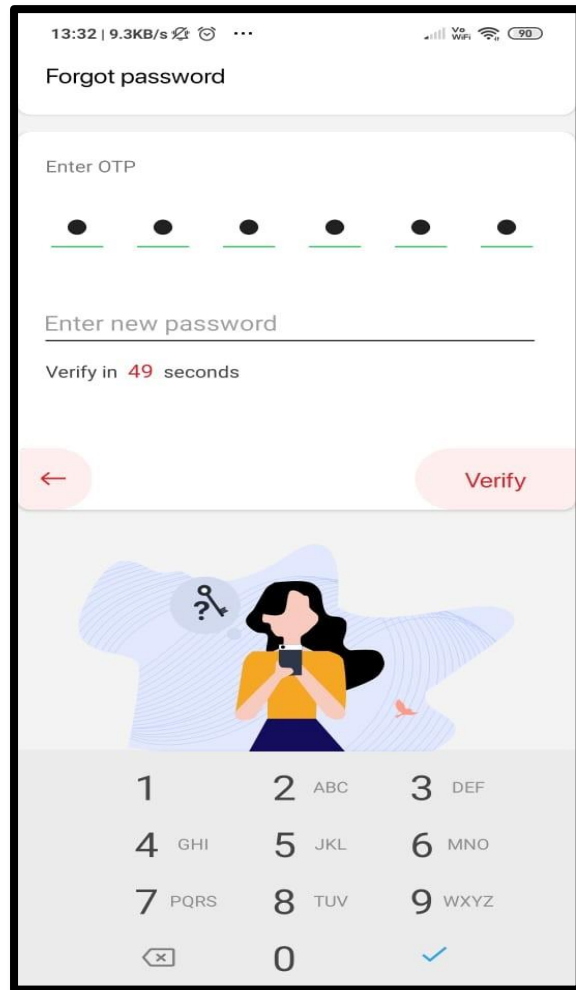 13:32 | 9.3KB/s ... Vo WiFi 90
Forgot password
Enter OTP
Enter new password
Verify in 49 seconds
Verify
?
1 2 ABC 3 DEF
4 GHI 5 JKL 6 MNO
7 PQRS 8 TUV 9 WXYZ
0